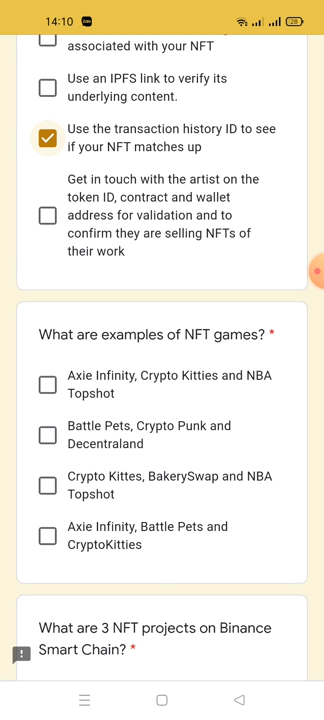 14:10
28
associated with your NFT
Use an IPFS link to verify its
underlying content.
Use the transaction history ID to see
if your NFT matches up
Get in touch with the artist on the
token ID, contract and wallet
address for validation and to
confirm they are selling NFTs of
their work
What are examples of NFT games? *
Axie Infinity, Crypto Kitties and NBA
Topshot
Battle Pets, Crypto Punk and
Decentraland
Crypto Kittes, BakerySwap and NBA
Topshot
Axie Infinity, Battle Pets and
CryptoKitties
What are 3 NFT projects on Binance
Smart Chain? *